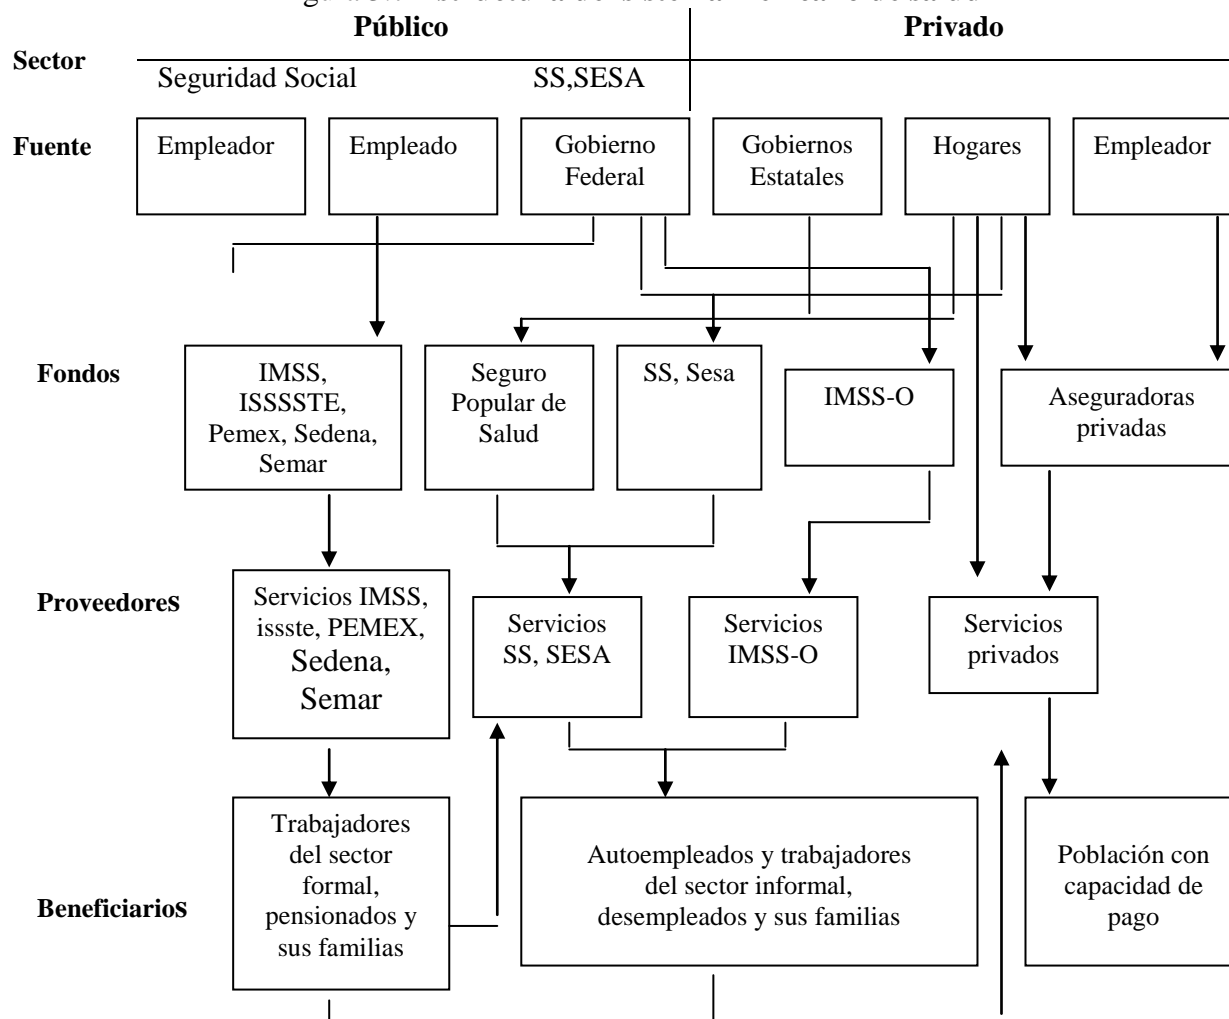 Público
Privado
Sector
Seguridad Social
SS,SESA
Fuente
Empleador
Empleado
Gobierno
Federal
Gobiernos
Estatales
Hogares
Empleador
Fondos
IMSS,
ISSSSTE,
Pemex, Sedena,
Semar
Seguro
Popular de
Salud
SS, Sesa
IMSS-O
Aseguradoras
privadas
Proveedores
Servicios IMSS,
issste, PEMEX,
Sedena,
Semar
Servicios
SS, SESA
Servicios
IMSS-O
Servicios
privados
Beneficiarios
Trabajadores
del sector
formal,
pensionados y
sus familias
Autoempleados y trabajadores
del sector informal,
desempleados y sus familias
Población con
capacidad de
pago